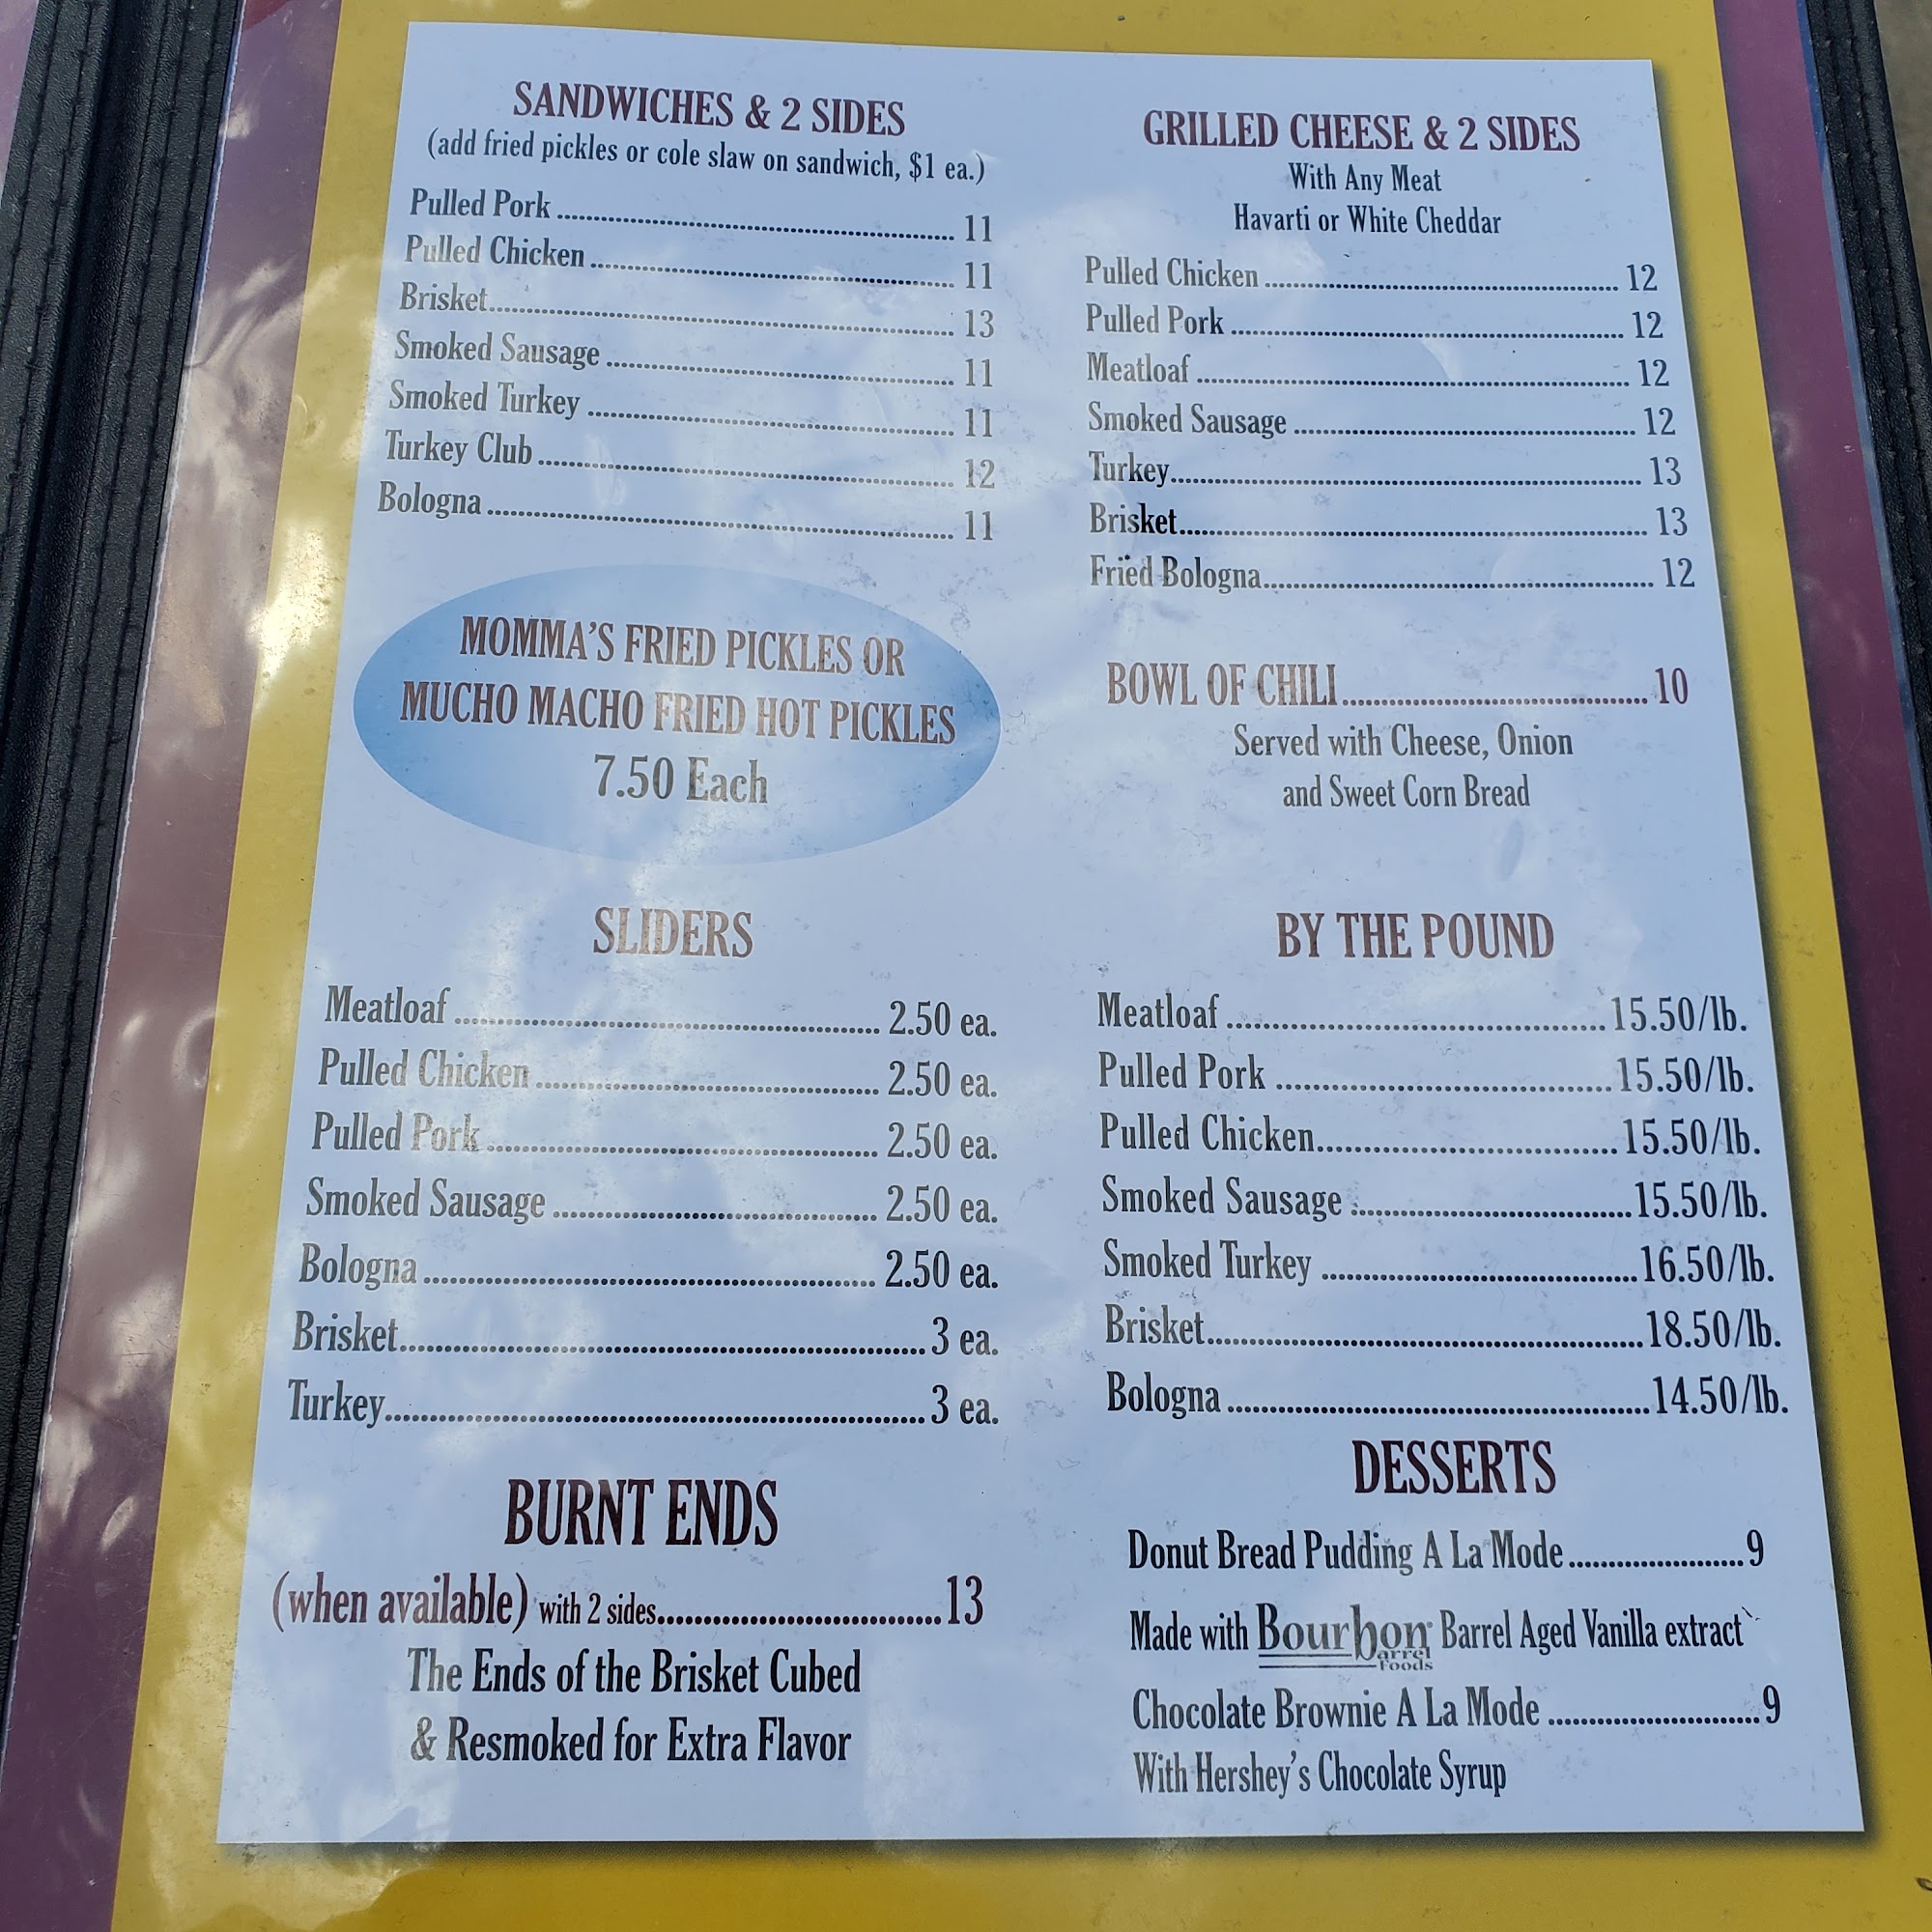 SANDWICHES & 2 SIDES
(add fried pickles or cole slaw on sandwich, $1 ea.)
Pulled Pork 11
Pulled Chicken 11
Brisket 13
Smoked Sausage 11
Smoked Turkey 11
Turkey Club 12
Bologna 11
MOMMA'S FRIED PICKLES OR
MUCHO MACHO FRIED HOT PICKLES
7.50 Each
SLIDERS
Meatloaf 2.50 ea.
Pulled Chicken 2.50 ea.
Pulled Pork 2.50 ea.
Smoked Sausage 2.50 ea.
Bologna 2.50 ea.
Brisket 3 ea.
Turkey 3 ea.
BURNT ENDS
(when available) with 2 sides 13
The Ends of the Brisket Cubed
& Resmoked for Extra Flavor
GRILLED CHEESE & 2 SIDES
With Any Meat
Havarti or White Cheddar
Pulled Chicken 12
Pulled Pork 12
Meatloaf 12
Smoked Sausage 12
Turkey 13
Brisket 13
Fried Bologna 12
BOWL OF CHILI 10
Served with Cheese, Onion
and Sweet Corn Bread
BY THE POUND
Meatloaf 15.50/lb.
Pulled Pork 15.50/lb.
Pulled Chicken 15.50/lb.
Smoked Sausage 15.50/lb.
Smoked Turkey 16.50/lb.
Brisket 18.50/lb.
Bologna 14.50/lb.
DESSERTS
Donut Bread Pudding A La Mode 9
Made with Bourbon Barrel Foods Barrel Aged Vanilla extract
Chocolate Brownie A La Mode 9
With Hershey's Chocolate Syrup